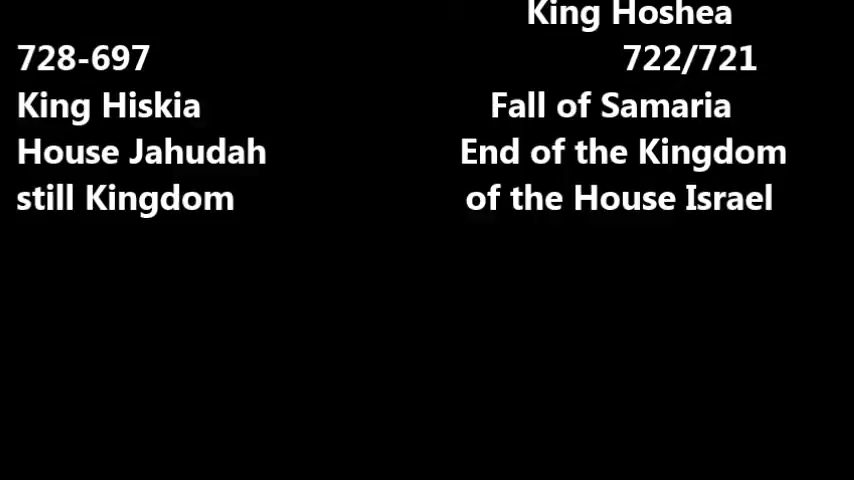 King Hoshea
728-697 722/721
King Hiskia Fall of Samaria
House Jahudah End of the Kingdom
still Kingdom of the House Israel